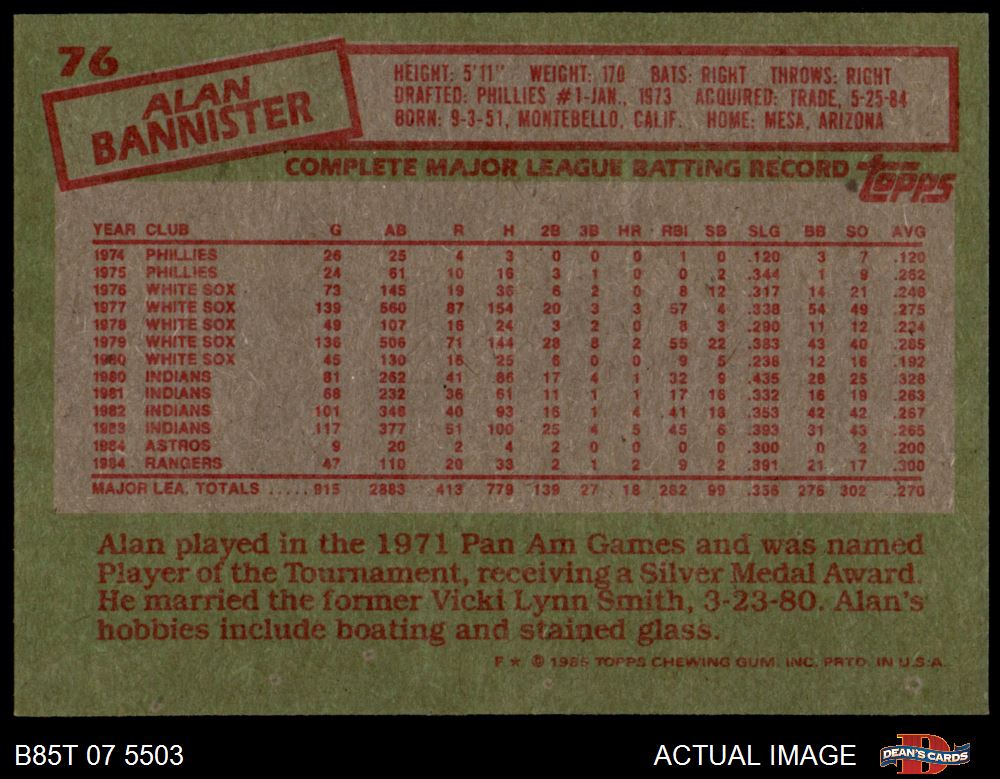 76
ALAN
BANNISTER
HEIGHT: 5'11" WEIGHT: 170 BATS: RIGHT THROWS: RIGHT
DRAFTED: PHILLIES #1-JAN., 1973 ACQUIRED: TRADE, 5-25-84
BORN: 9-3-51, MONTEBELLO, CALIF. HOME: MESA, ARIZONA
COMPLETE MAJOR LEAGUE BATTING RECORD topps
YEAR CLUB G AB R H 2B 3B HR RBI SB SLG BB SO AVG
1974 PHILLIES 26 25 4 3 0 0 0 1 0 .120 3 7 .120
1975 PHILLIES 24 61 10 16 3 1 0 0 2 .344 1 9 .262
1976 WHITE SOX 73 145 19 36 6 2 0 8 12 .317 14 21 .248
1977 WHITE SOX 139 560 87 154 20 3 3 57 4 .338 54 49 .275
1978 WHITE SOX 49 107 16 24 3 2 0 8 3 .290 11 12 .224
1979 WHITE SOX 136 506 71 144 28 8 2 55 22 .383 43 40 .285
1980 WHITE SOX 45 130 16 25 6 0 0 9 5 .238 12 16 .192
1980 INDIANS 81 262 41 86 17 4 1 32 9 .435 28 25 .328
1981 INDIANS 68 232 36 61 11 1 1 17 16 .332 16 19 .263
1982 INDIANS 101 348 40 93 16 1 4 41 18 .353 42 42 .267
1983 INDIANS 117 377 51 100 25 4 5 45 6 .393 31 43 .265
1984 ASTROS 9 20 2 4 2 0 0 0 0 .300 0 2 .200
1984 RANGERS 47 110 20 33 2 1 2 9 2 .391 21 17 .300
MAJOR LEA. TOTALS ..... 915 2883 413 779 139 27 18 282 99 .356 276 302 .270
Alan played in the 1971 Pan Am Games and was named
Player of the Tournament, receiving a Silver Medal Award.
He married the former Vicki Lynn Smith, 3-23-80. Alan's
hobbies include boating and stained glass.
F * © 1985 TOPPS CHEWING GUM, INC. PRTD. IN U.S.A.
B85T 07 5503 ACTUAL IMAGE DEAN'S CARDS